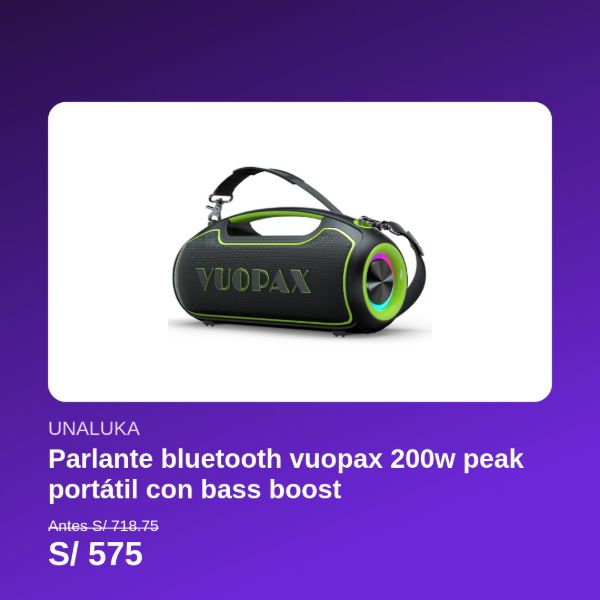 VUOPAX
UNALUKA
Parlante bluetooth vuopax 200w peak
portátil con bass boost
Antes S/ 718.75
S/ 575